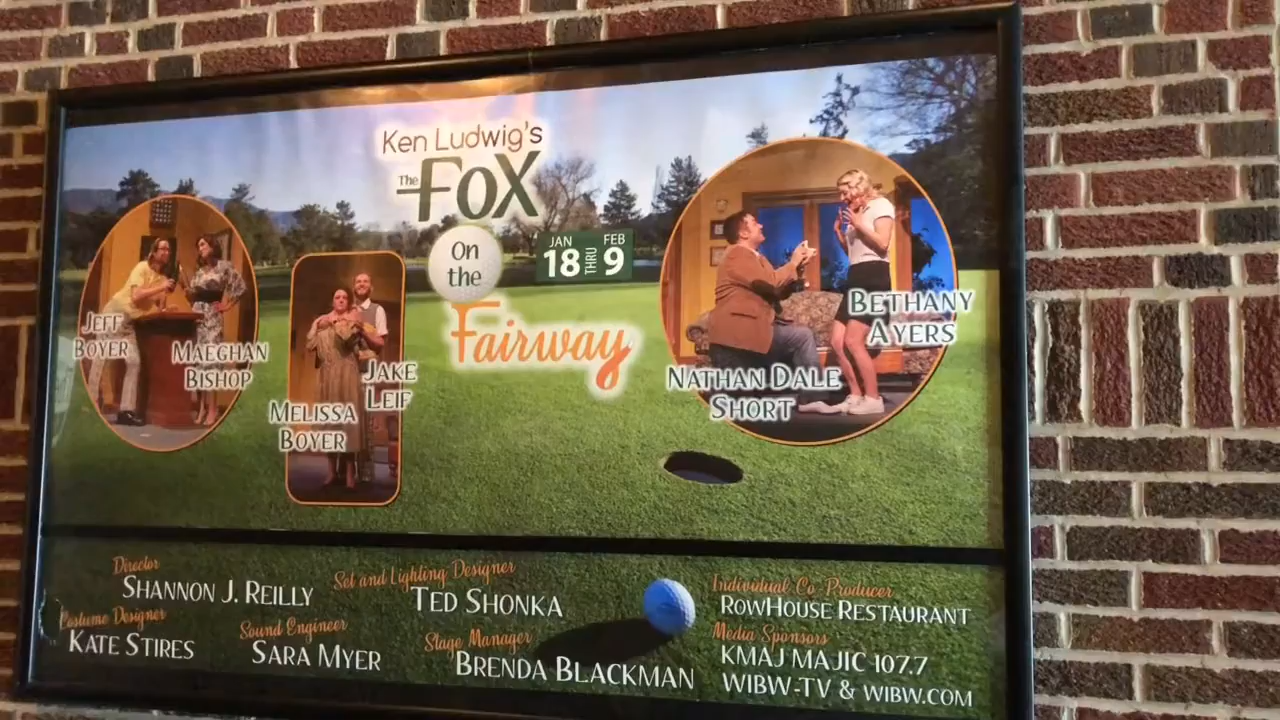 Ken Ludwig's
The Fox
On
the
Fairway
JAN
18
THRU
FEB
9
JEFF
BOYER
MAEGHAN
BISHOP
MELISSA
BOYER
JAKE
LEIF
NATHAN DALE
SHORT
BETHANY
AYERS
Director
SHANNON J. REILLY
Set and Lighting Designer
TED SHONKA
Costume Designer
KATE STIRES
Sound Engineer
SARA MYER
Stage Manager
BRENDA BLACKMAN
Individual Co Producer
ROWHOUSE RESTAURANT
Media Sponsors
KMAJ MAJIC 107.7
WIBW-TV & WIBW.COM